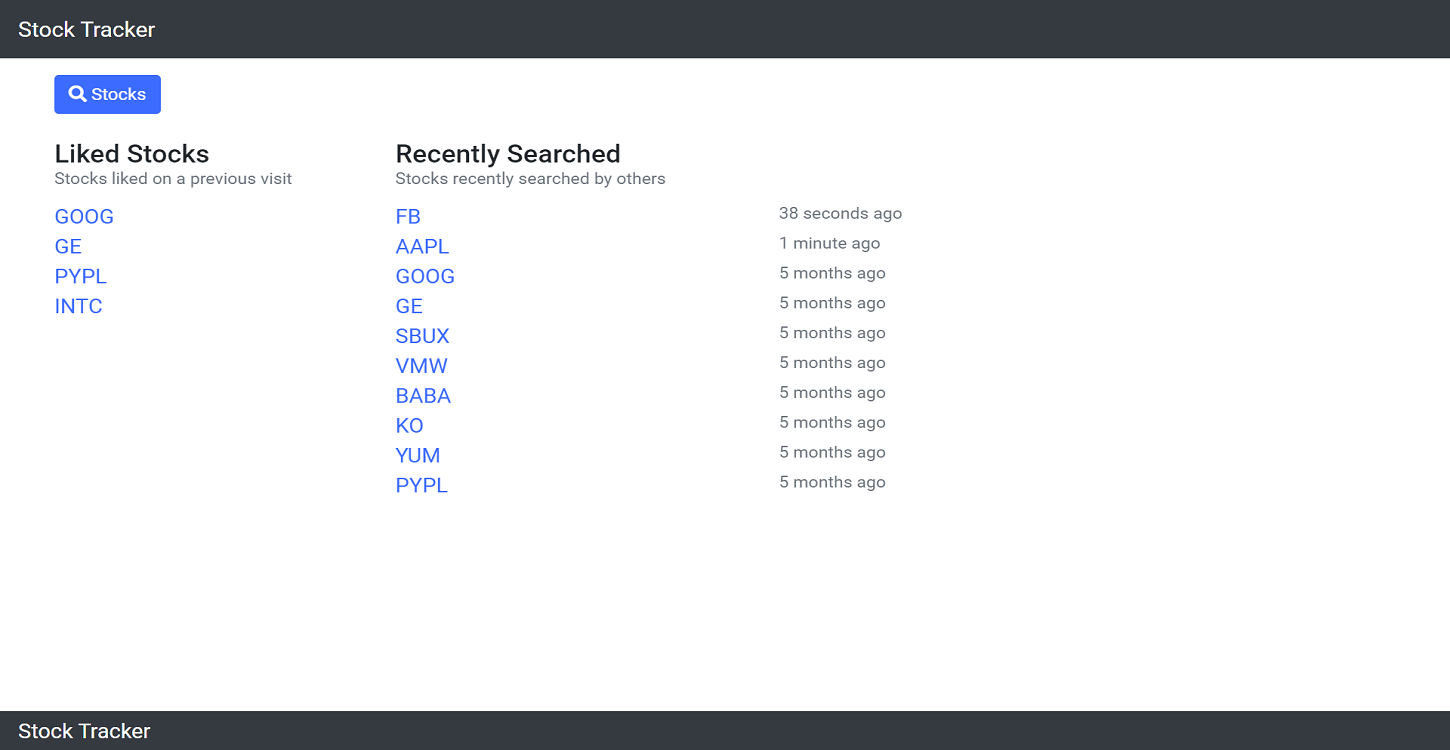 Stock Tracker
Stocks
Liked Stocks
Stocks liked on a previous visit
GOOG
GE
PYPL
INTC
Recently Searched
Stocks recently searched by others
FB 38 seconds ago
AAPL 1 minute ago
GOOG 5 months ago
GE 5 months ago
SBUX 5 months ago
VMW 5 months ago
BABA 5 months ago
KO 5 months ago
YUM 5 months ago
PYPL 5 months ago
Stock Tracker